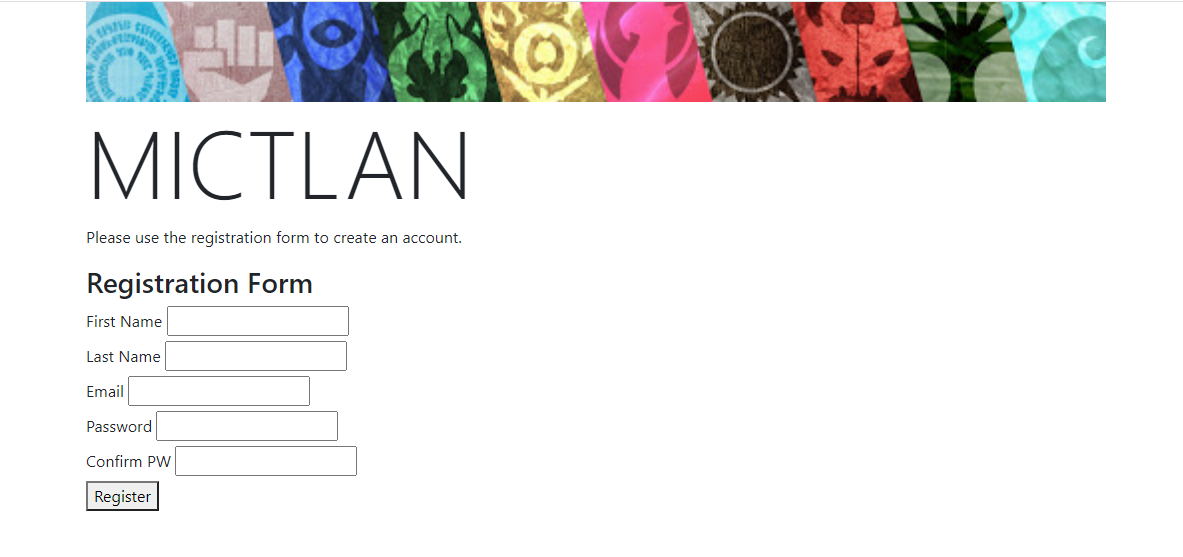 MICTLAN
Please use the registration form to create an account.
Registration Form
First Name
Last Name
Email
Password
Confirm PW
Register